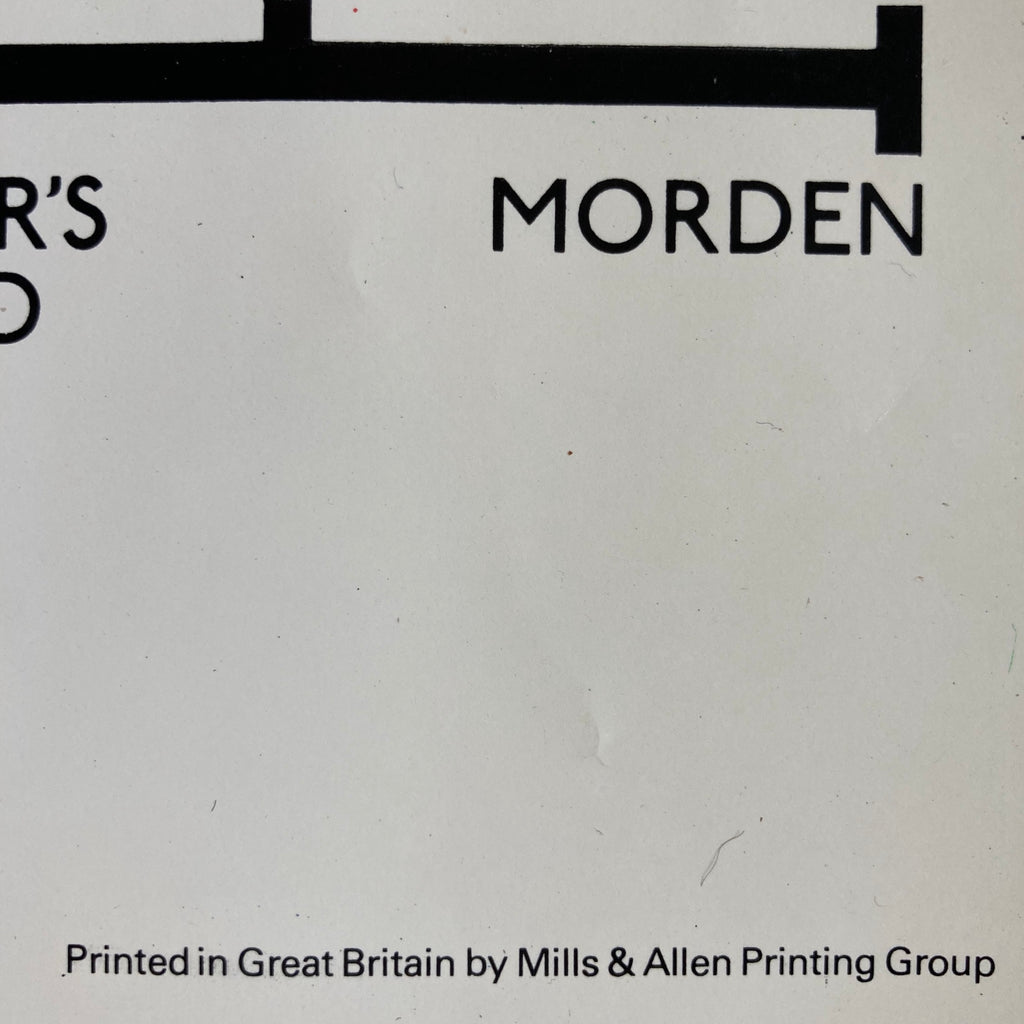 R'S
D
MORDEN
Printed in Great Britain by Mills & Allen Printing Group